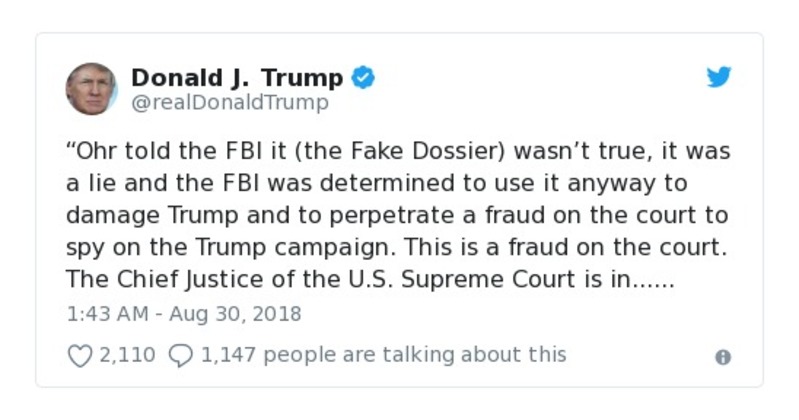 Donald J. Trump
@realDonaldTrump
“Ohr told the FBI it (the Fake Dossier) wasn’t true, it was
a lie and the FBI was determined to use it anyway to
damage Trump and to perpetrate a fraud on the court to
spy on the Trump campaign. This is a fraud on the court.
The Chief Justice of the U.S. Supreme Court is in......
1:43 AM - Aug 30, 2018
2,110 1,147 people are talking about this